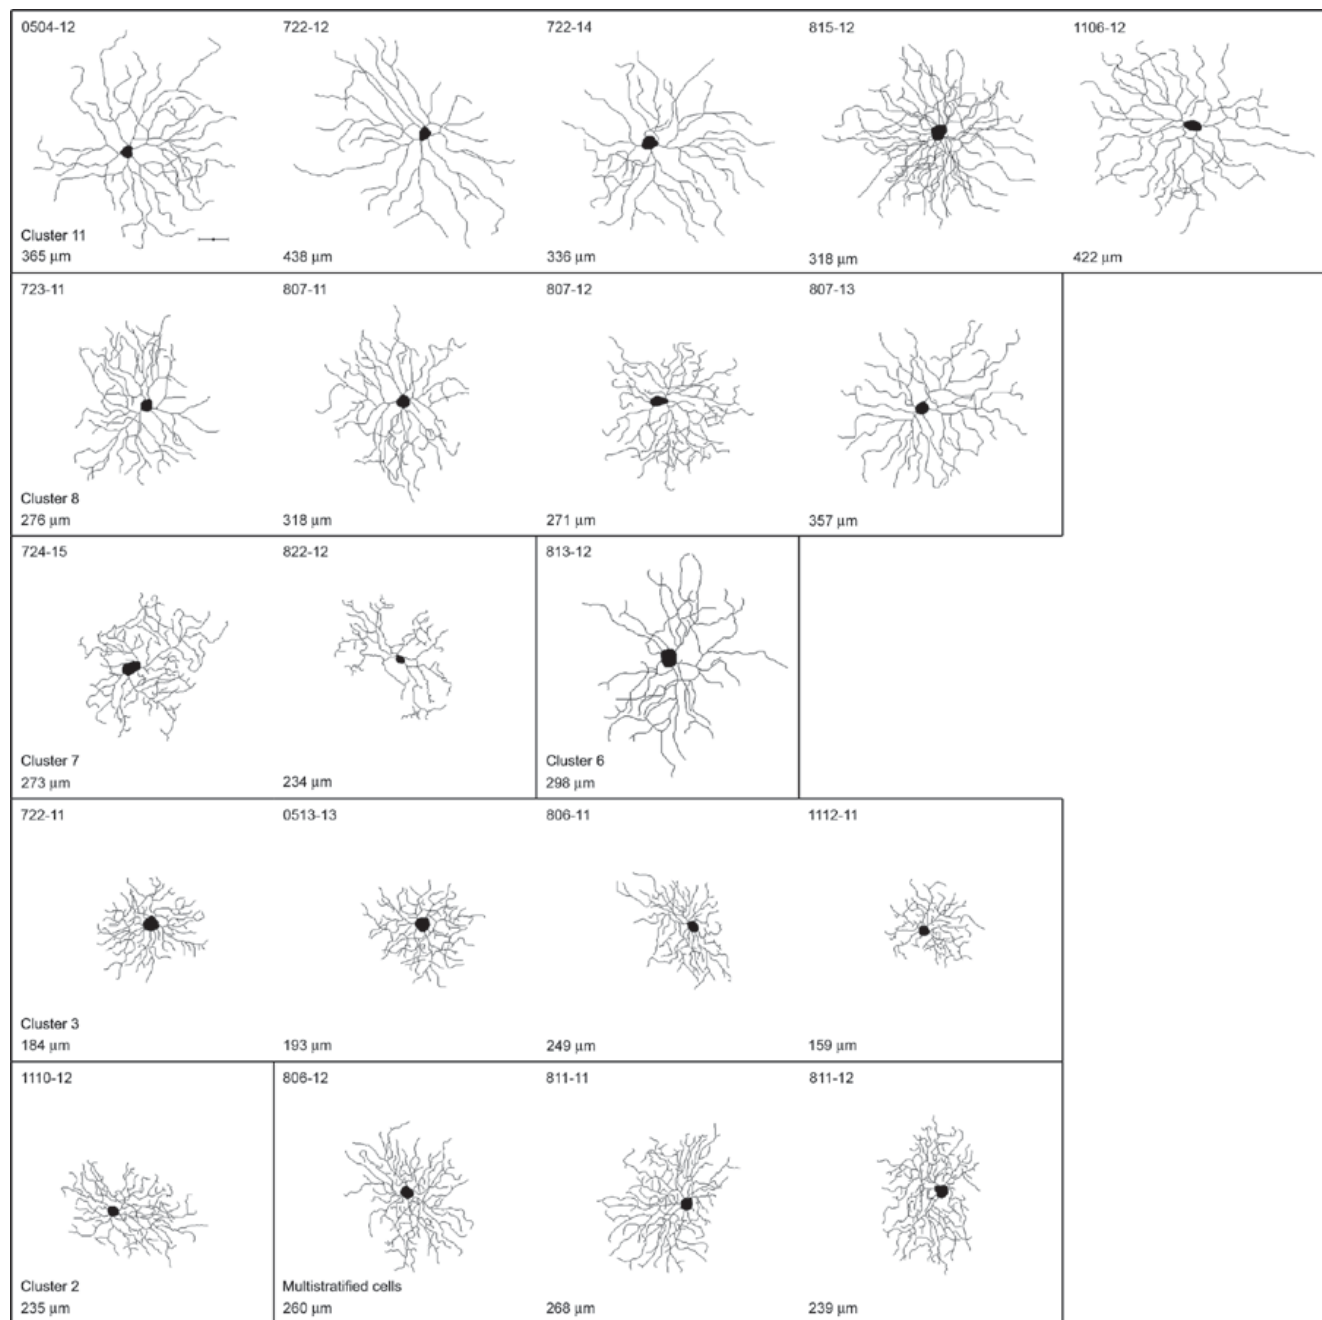 0504-12 722-12 722-14 815-12 1106-12
Cluster 11
365 μm 438 μm 336 μm 318 μm 422 μm
723-11 807-11 807-12 807-13
Cluster 8
276 μm 318 μm 271 μm 357 μm
724-15 822-12 813-12
Cluster 7 Cluster 6
273 μm 234 μm 298 μm
722-11 0513-13 806-11 1112-11
Cluster 3
184 μm 193 μm 249 μm 159 μm
1110-12 806-12 811-11 811-12
Cluster 2 Multistratified cells
235 μm 260 μm 268 μm 239 μm